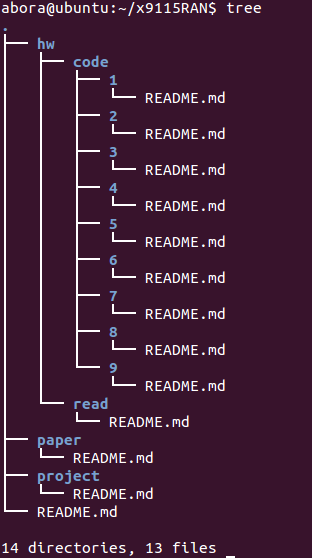 abora@ubuntu:~/x9115RAN$ tree
.
├── hw
│   ├── code
│   │   ├── 1
│   │   │   └── README.md
│   │   ├── 2
│   │   │   └── README.md
│   │   ├── 3
│   │   │   └── README.md
│   │   ├── 4
│   │   │   └── README.md
│   │   ├── 5
│   │   │   └── README.md
│   │   ├── 6
│   │   │   └── README.md
│   │   ├── 7
│   │   │   └── README.md
│   │   ├── 8
│   │   │   └── README.md
│   │   └── 9
│   │       └── README.md
│   └── read
│       └── README.md
├── paper
│   └── README.md
├── project
│   └── README.md
└── README.md
14 directories, 13 files